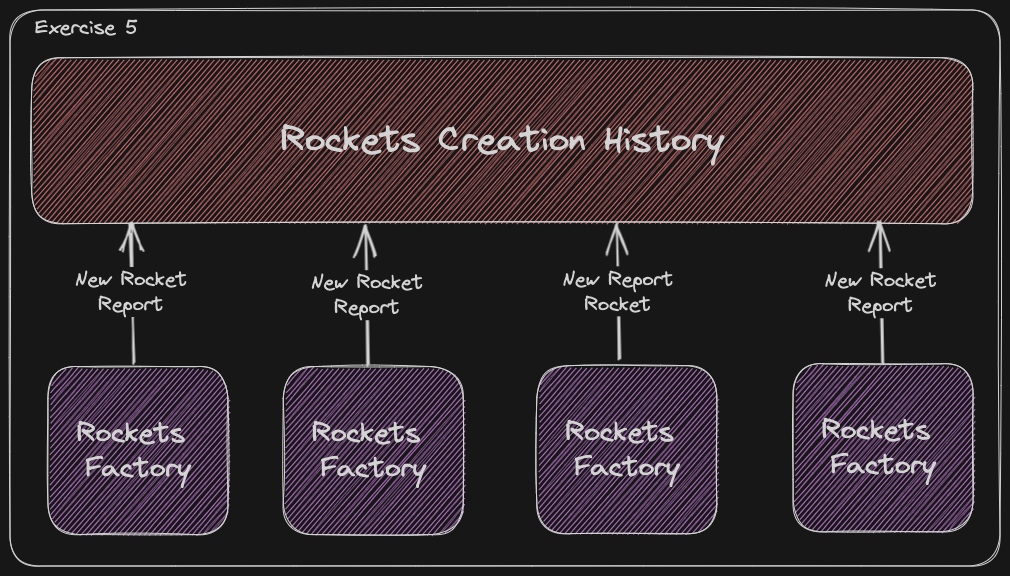 Exercise 5
Rockets Creation History
New Rocket
Report
New Rocket
Report
New Report
Rocket
New Rocket
Report
Rockets
Factory
Rockets
Factory
Rockets
Factory
Rockets
Factory